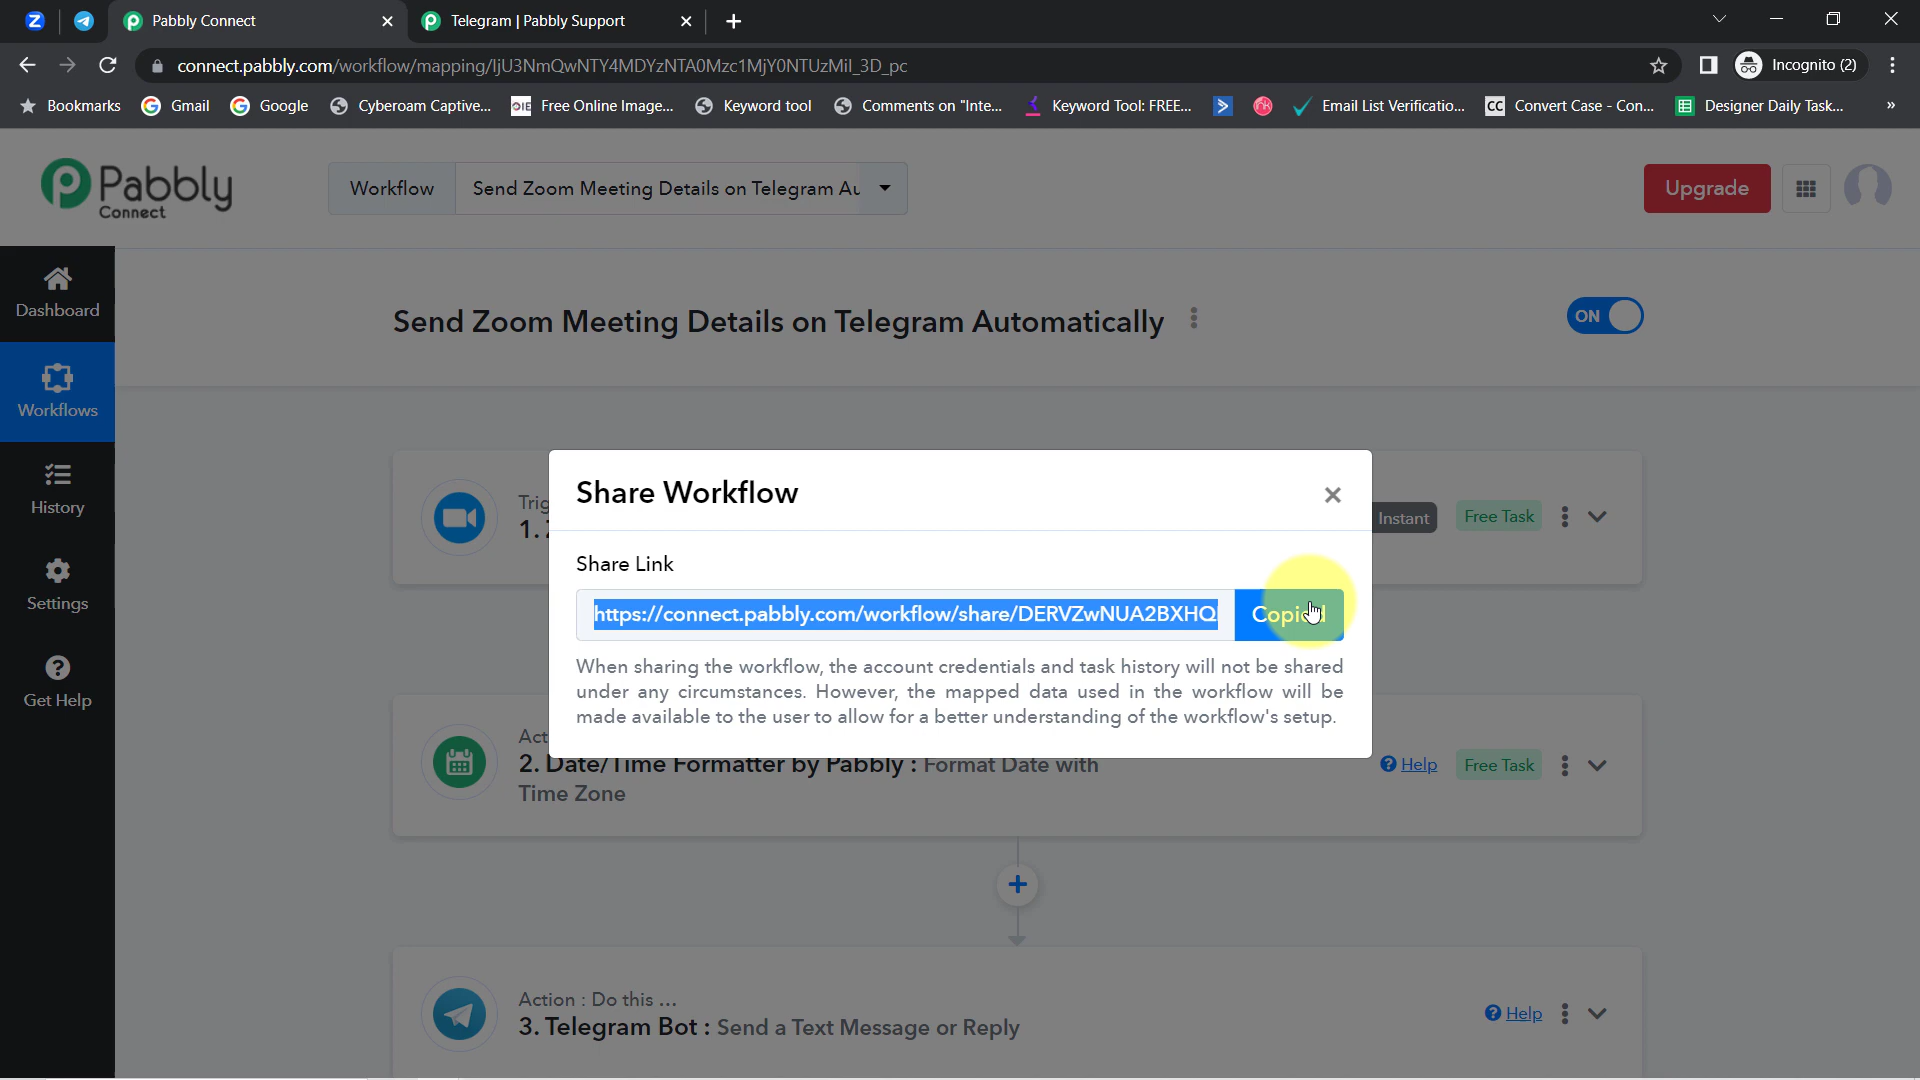 Pabbly Connect
Telegram | Pabbly Support
connect.pabbly.com/workflow/mapping/IjU3NmQwNTY4MDYzNTA0Mzc1MjY0NTUzMiI_3D_pc
Incognito (2)
Bookmarks
Gmail
Google
Cyberoam Captive...
OIE
Free Online Image...
Keyword tool
Comments on "Inte...
Keyword Tool: FREE...
Email List Verificatio...
CC
Convert Case - Con...
Designer Daily Task...
»
Pabbly
Connect
Workflow
Send Zoom Meeting Details on Telegram Au
Upgrade
Dashboard
Workflows
History
Settings
Get Help
Send Zoom Meeting Details on Telegram Automatically
ON
Trig
1. Z
Instant
Free Task
Share Workflow
Share Link
https://connect.pabbly.com/workflow/share/DERVZwNUA2BXHQ
Copied
When sharing the workflow, the account credentials and task history will not be shared
under any circumstances. However, the mapped data used in the workflow will be
made available to the user to allow for a better understanding of the workflow's setup.
Act
2. Date/Time Formatter by Pabbly : Format Date with
Time Zone
Help
Free Task
Action : Do this ...
3. Telegram Bot : Send a Text Message or Reply
Help